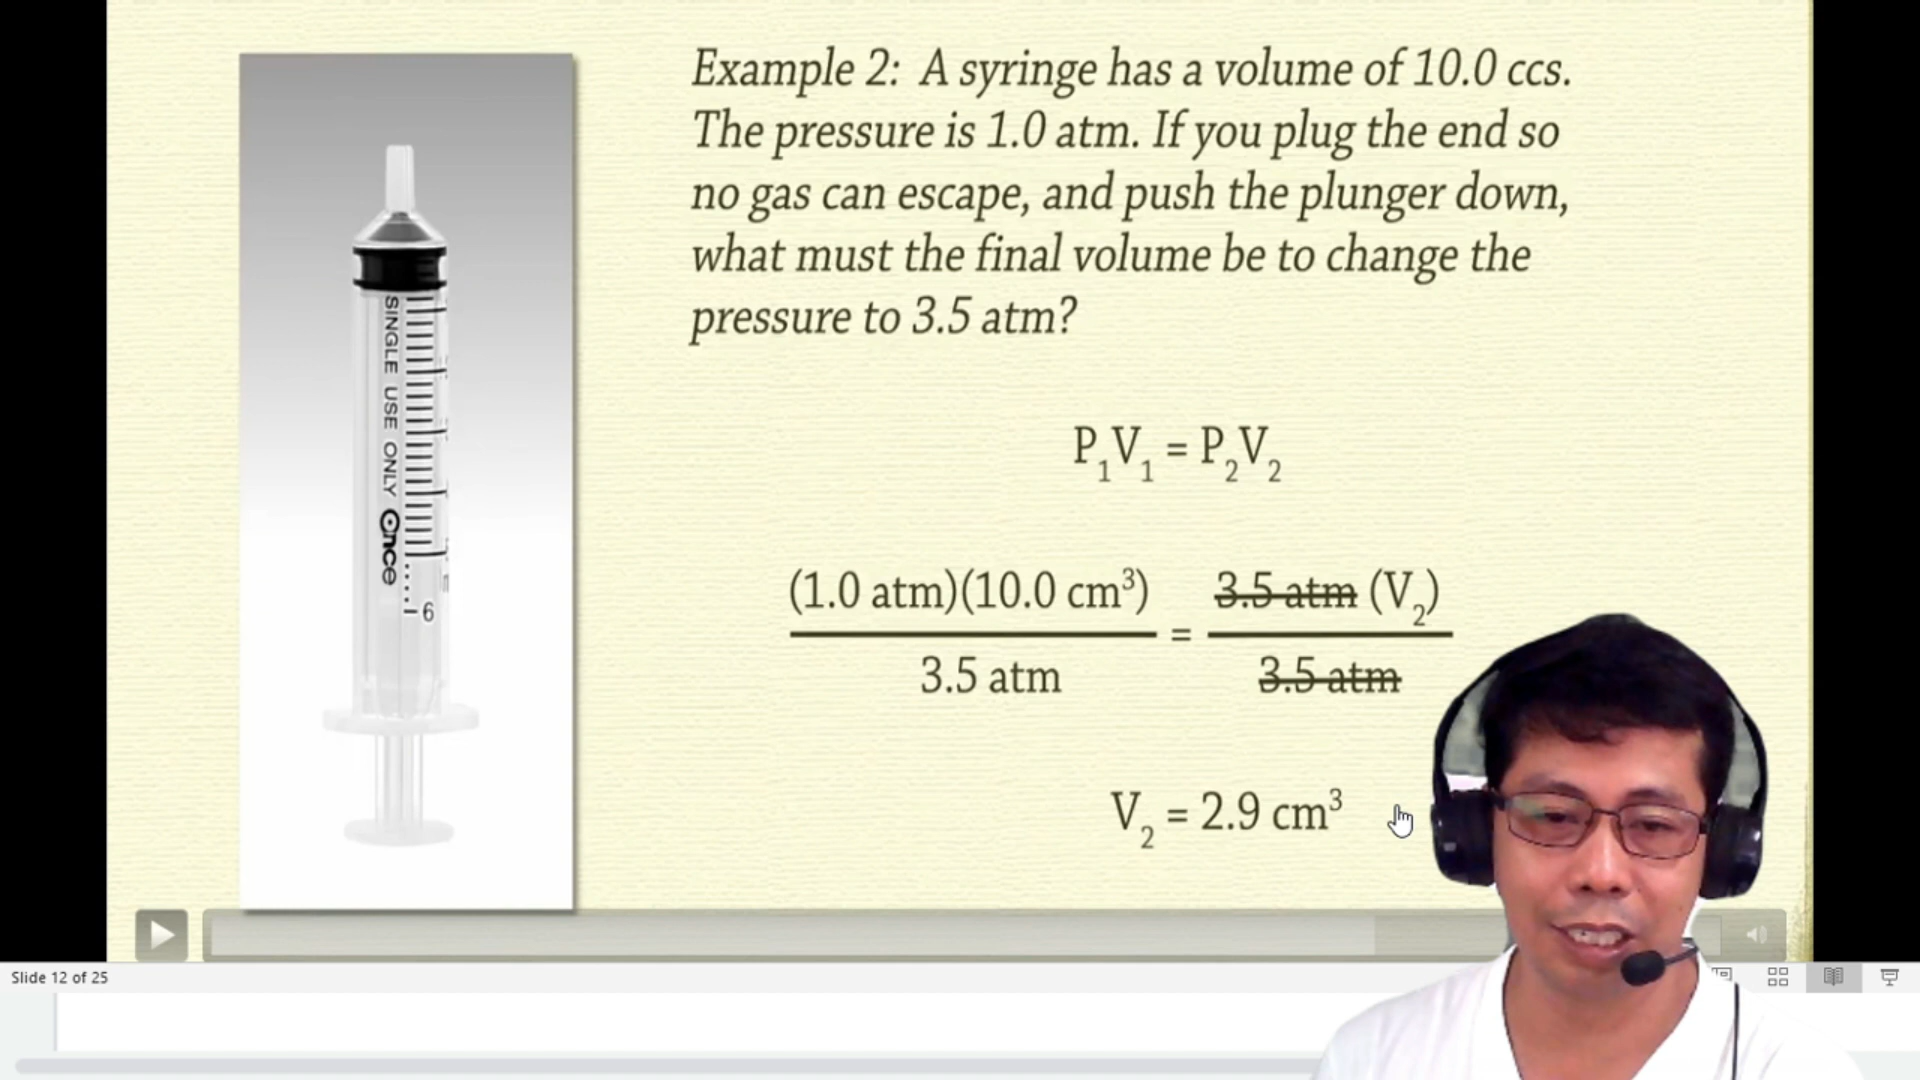 Example 2: A syringe has a volume of 10.0 ccs.
The pressure is 1.0 atm. If you plug the end so
no gas can escape, and push the plunger down,
what must the final volume be to change the
pressure to 3.5 atm?
P₁V₁ = P₂V₂
(1.0 atm)(10.0 cm³) = 3.5 atm (V₂)
3.5 atm 3.5 atm
V₂ = 2.9 cm³
SINGLE USE ONLY Once
6
Slide 12 of 25